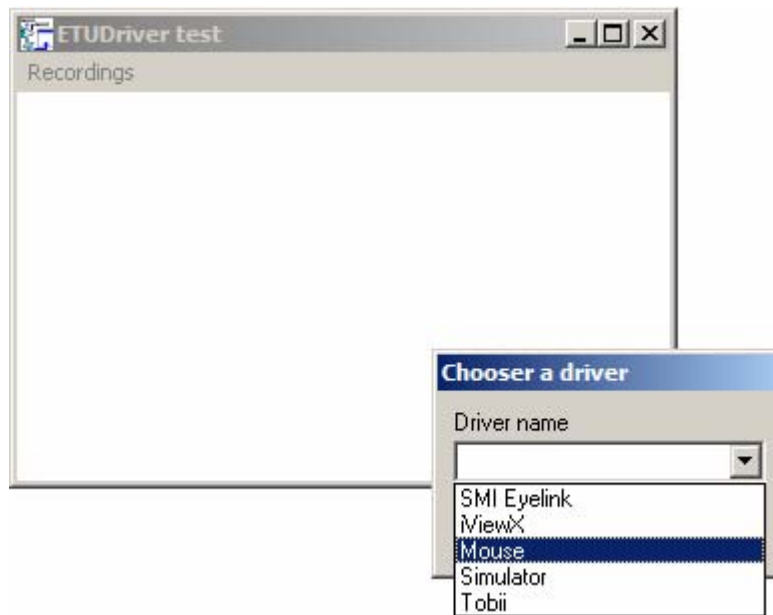 ETUDriver test
Recordings
Chooser a driver
Driver name
SMI Eyelink
iViewX
Mouse
Simulator
Tobii